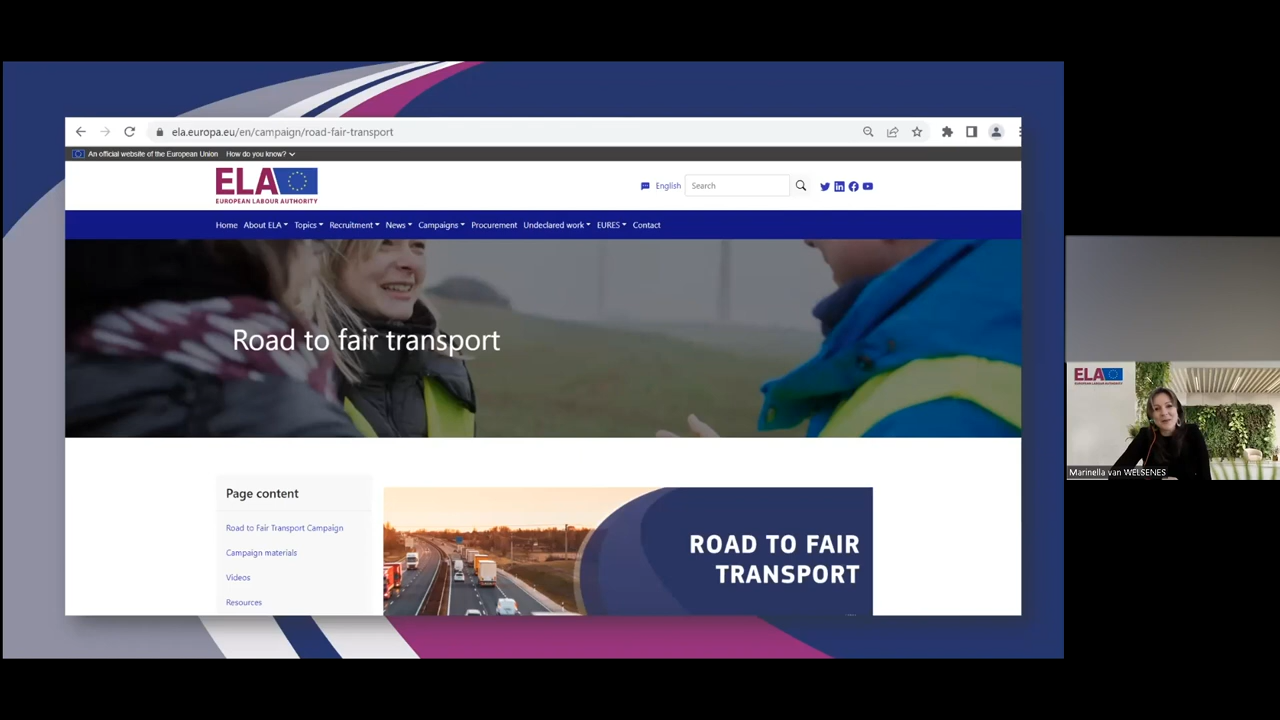 ela.europa.eu/en/campaign/road-fair-transport
An official website of the European Union How do you know?
ELA
EUROPEAN LABOUR AUTHORITY
English
Search
Home About ELA Topics Recruitment News Campaigns Procurement Undeclared work EURES Contact
Road to fair transport
Page content
Road to Fair Transport Campaign
Campaign materials
Videos
Resources
ROAD TO FAIR
TRANSPORT
ELA
EUROPEAN LABOUR AUTHORITY
Marinella van WELSENES